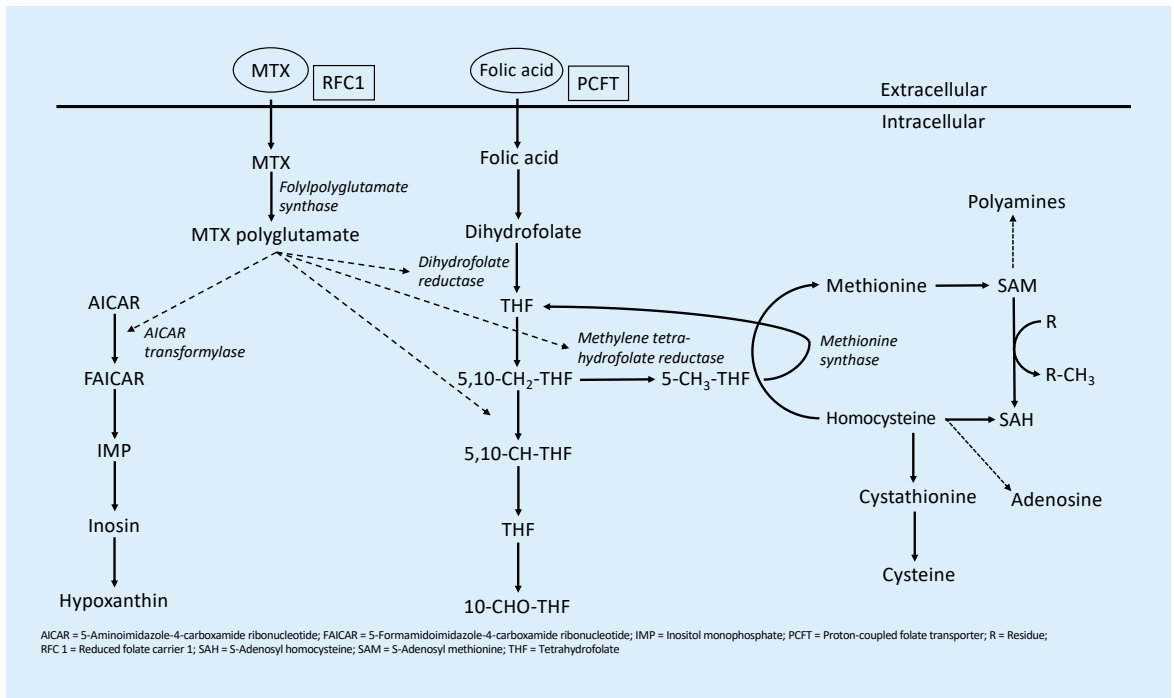 MTX
RFC1
Folic acid
PCFT
Extracellular
Intracellular
MTX
Folic acid
Folylpolyglutamate
synthase
Polyamines
MTX polyglutamate
Dihydrofolate
Dihydrofolate
reductase
AICAR
THF
Methionine
SAM
AICAR
transformylase
Methylene tetra-
hydrofolate reductase
Methionine
synthase
R
FAICAR
5,10-CH₂-THF
5-CH₃-THF
R-CH₃
Homocysteine
SAH
IMP
5,10-CH-THF
Cystathionine
Adenosine
Inosin
THF
Cysteine
Hypoxanthin
10-CHO-THF
AICAR = 5-Aminoimidazole-4-carboxamide ribonucleotide; FAICAR = 5-Formamidoimidazole-4-carboxamide ribonucleotide; IMP = Inositol monophosphate; PCFT = Proton-coupled folate transporter; R = Residue;
RFC 1 = Reduced folate carrier 1; SAH = S-Adenosyl homocysteine; SAM = S-Adenosyl methionine; THF = Tetrahydrofolate